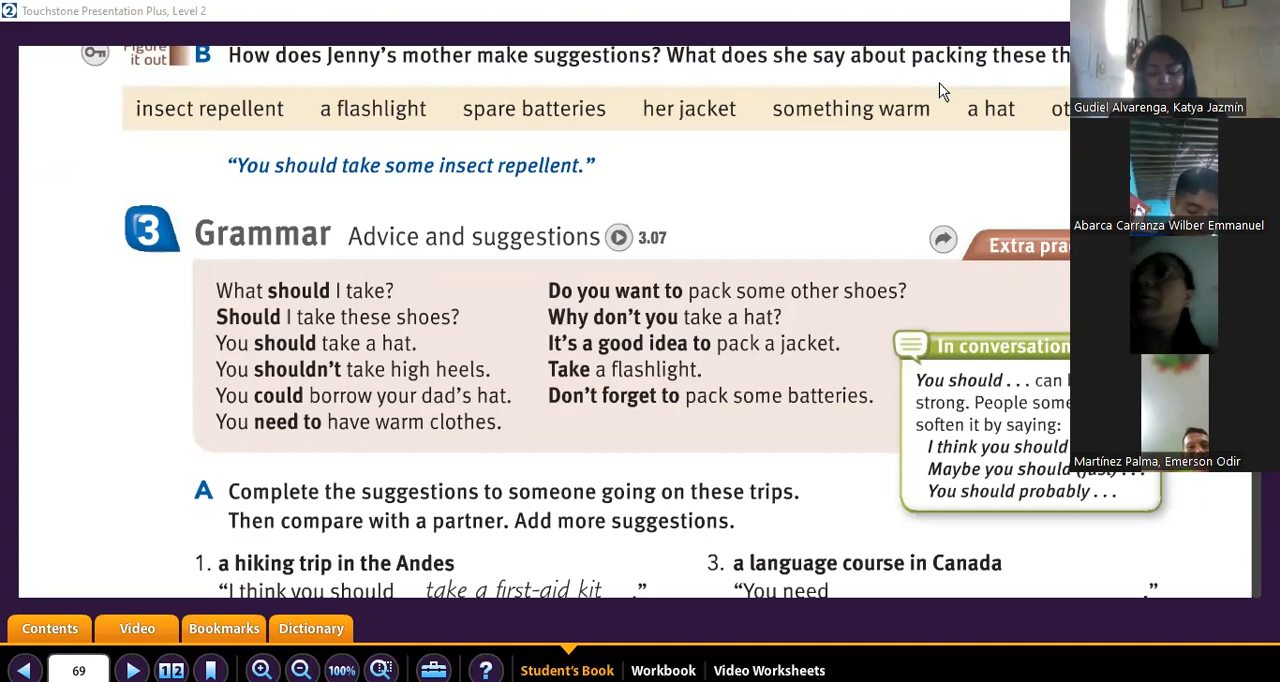 Touchstone Presentation Plus, Level 2
Figure
it out
B How does Jenny's mother make suggestions? What does she say about packing these th
insect repellent a flashlight spare batteries her jacket something warm a hat ot
"You should take some insect repellent."
3 Grammar Advice and suggestions 3.07
Extra pra
What should I take?
Should I take these shoes?
You should take a hat.
You shouldn't take high heels.
You could borrow your dad's hat.
You need to have warm clothes.
Do you want to pack some other shoes?
Why don't you take a hat?
It's a good idea to pack a jacket.
Take a flashlight.
Don't forget to pack some batteries.
In conversation
You should . . . can
strong. People some
soften it by saying:
I think you should
Maybe you should (just) . . .
You should probably . . .
A Complete the suggestions to someone going on these trips.
Then compare with a partner. Add more suggestions.
1. a hiking trip in the Andes
"I think you should take a first-aid kit ."
3. a language course in Canada
"You need ."
Gudiel Alvarenga, Katya Jazmín
Abarca Carranza Wilber Emmanuel
Martínez Palma, Emerson Odir
Contents Video Bookmarks Dictionary
69 1 2 100% ? Student's Book Workbook Video Worksheets